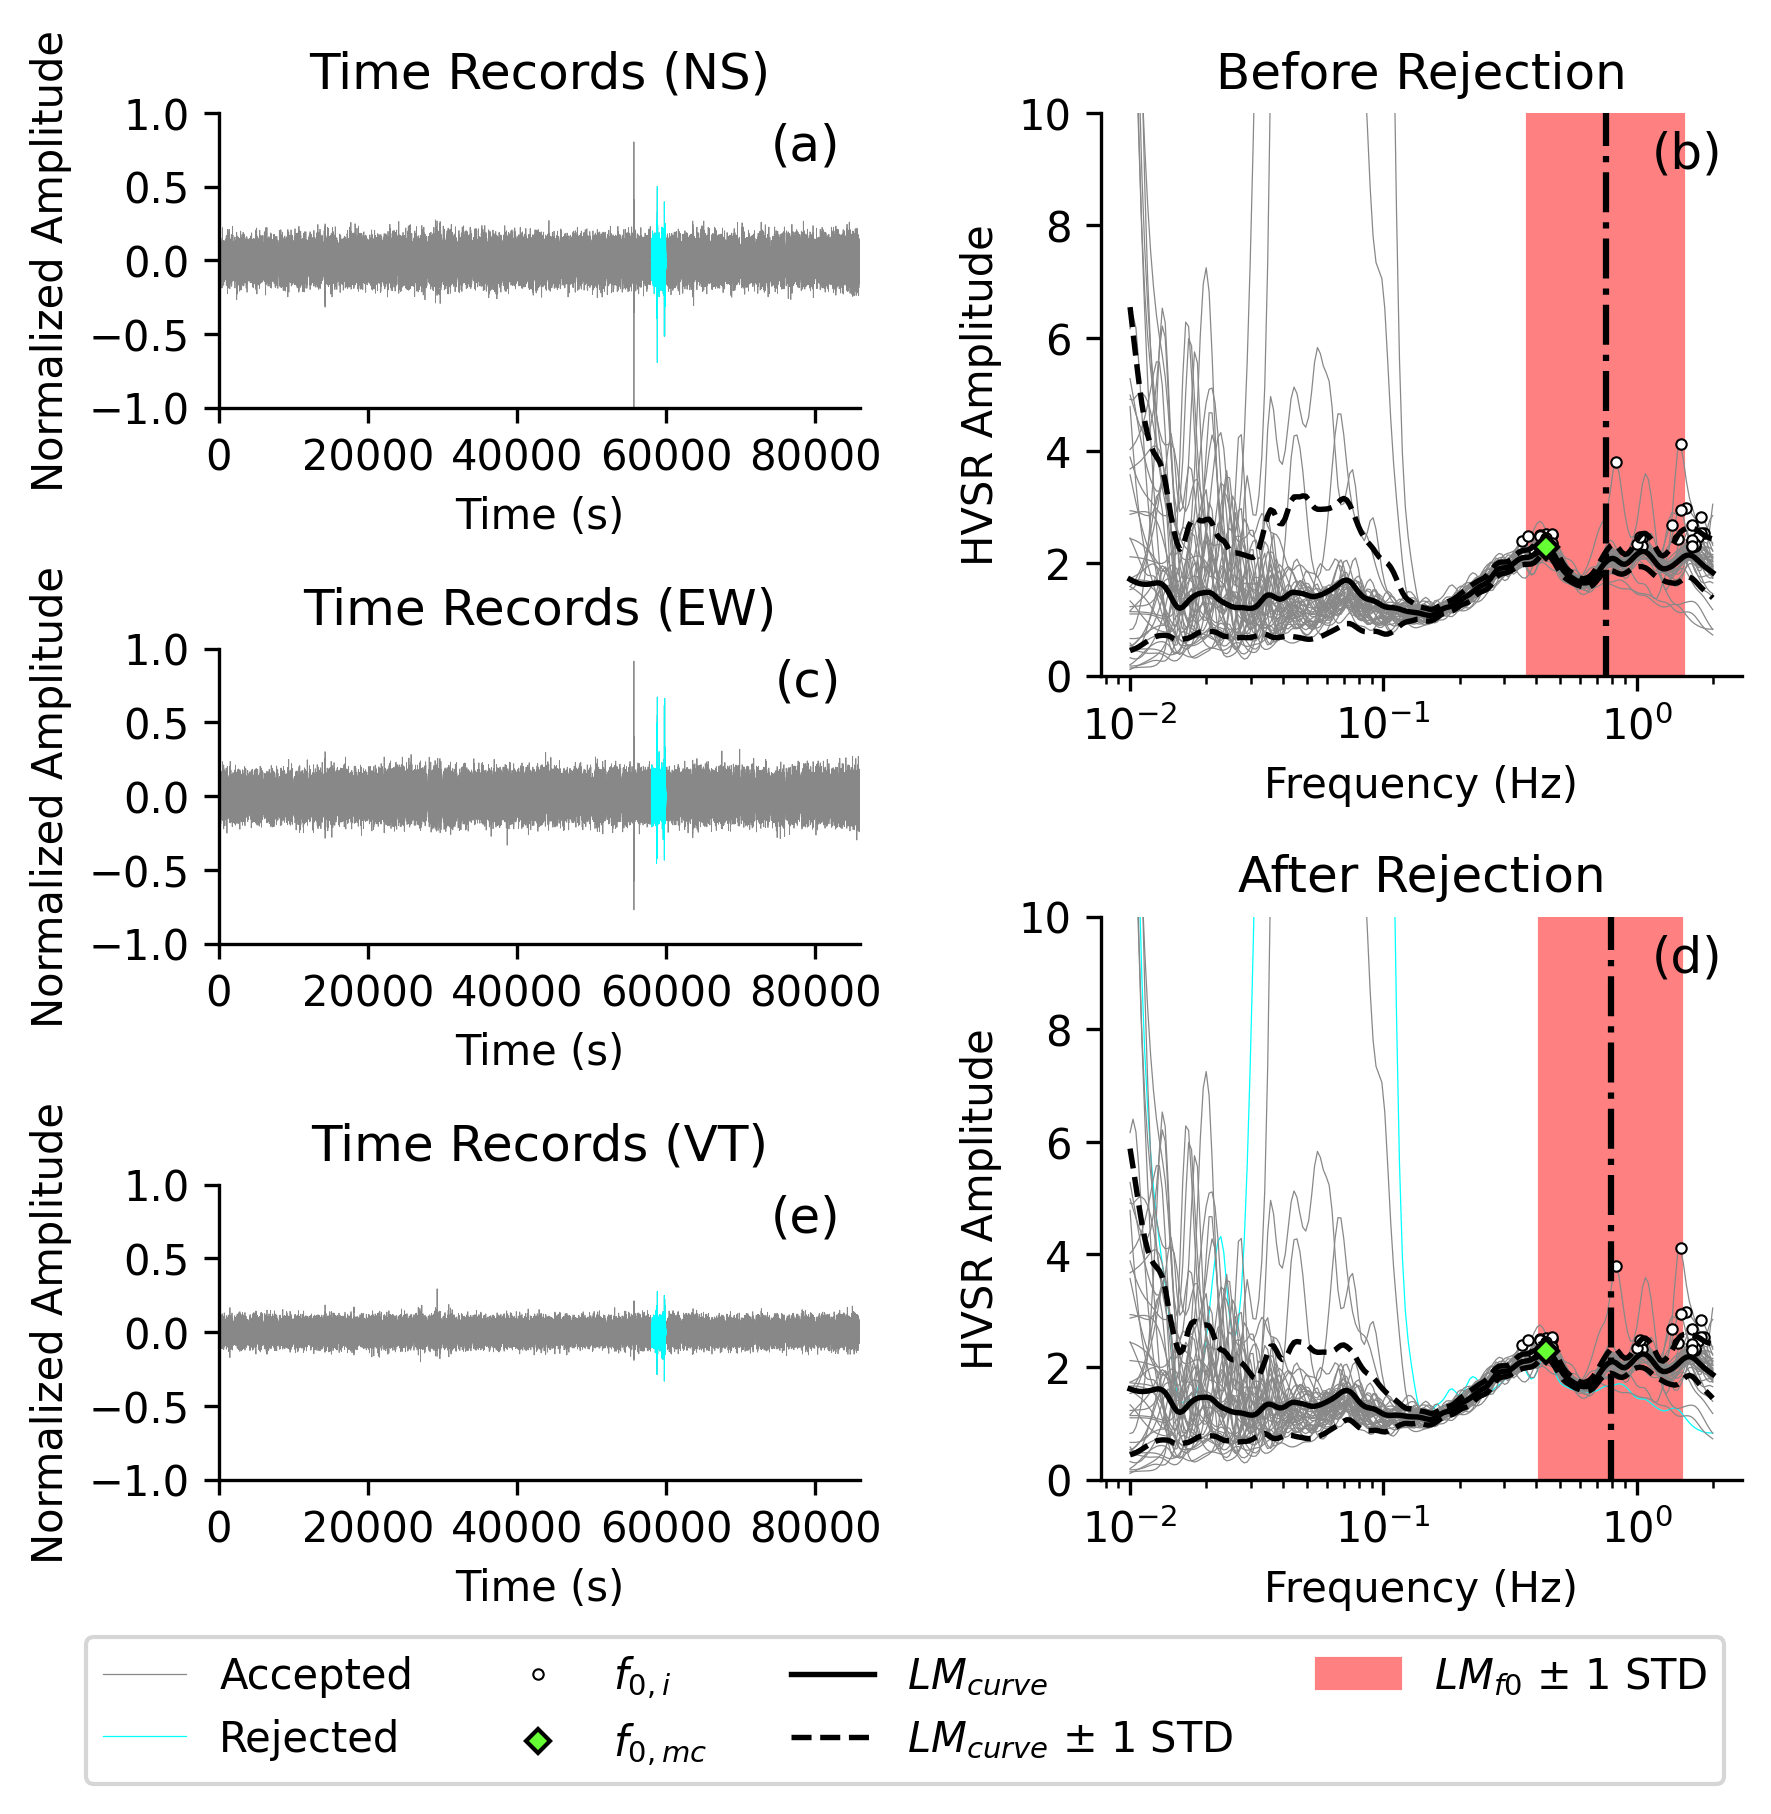 Time Records (NS)
(a)
Normalized Amplitude
1.0
0.5
0.0
−0.5
−1.0
0 20000 40000 60000 80000
Time (s)
Before Rejection
(b)
HVSR Amplitude
10
8
6
4
2
0
10⁻² 10⁻¹ 10⁰
Frequency (Hz)
Time Records (EW)
(c)
Normalized Amplitude
1.0
0.5
0.0
−0.5
−1.0
0 20000 40000 60000 80000
Time (s)
After Rejection
(d)
HVSR Amplitude
10
8
6
4
2
0
10⁻² 10⁻¹ 10⁰
Frequency (Hz)
Time Records (VT)
(e)
Normalized Amplitude
1.0
0.5
0.0
−0.5
−1.0
0 20000 40000 60000 80000
Time (s)
Accepted
Rejected
f0,i
f0,mc
LMcurve
LMcurve ± 1 STD
LMf0 ± 1 STD